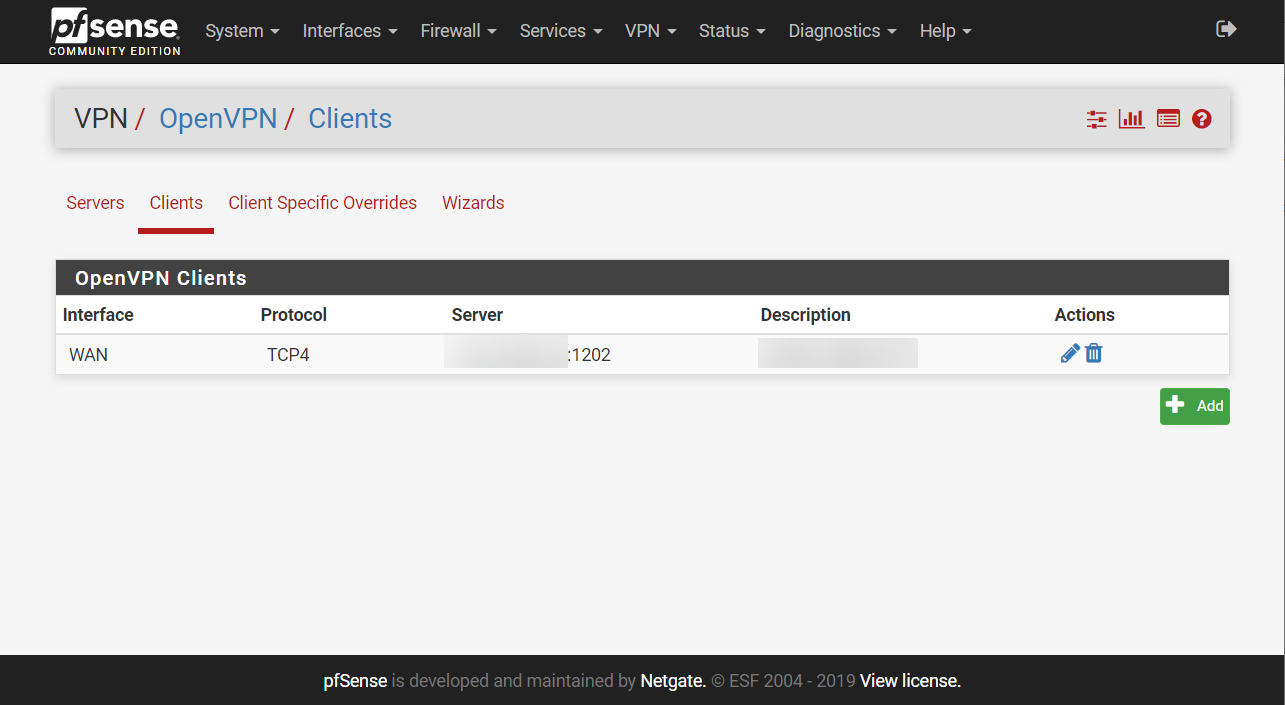 pfsense
COMMUNITY EDITION
System Interfaces Firewall Services VPN Status Diagnostics Help
VPN / OpenVPN / Clients
Servers Clients Client Specific Overrides Wizards
OpenVPN Clients
Interface Protocol Server Description Actions
WAN TCP4 :1202
Add
pfSense is developed and maintained by Netgate. © ESF 2004 - 2019 View license.